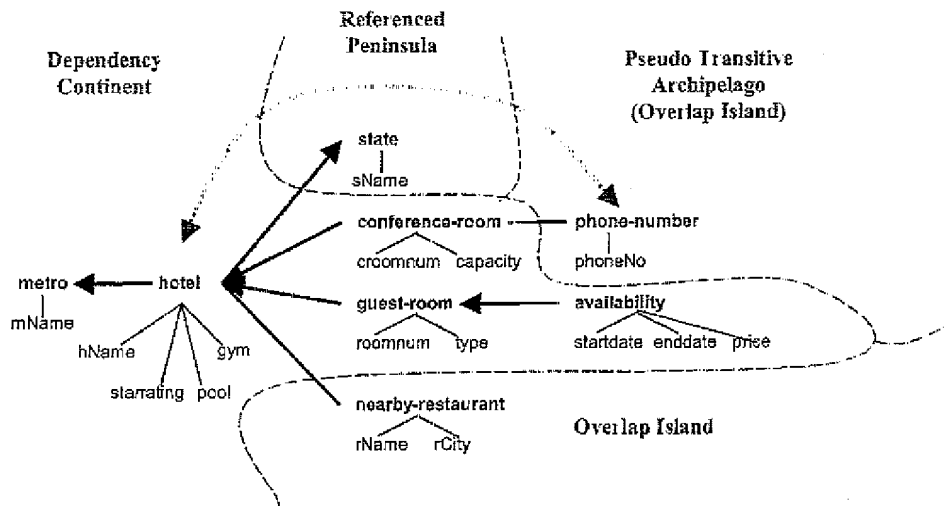 Referenced
Peninsula
Dependency
Continent
Pseudo Transitive
Archipelago
(Overlap Island)
state
sName
conference-room
phone-number
croomnum capacity
phoneNo
metro
hotel
guest-room
availability
mName
hName
gym
roomnum type
startdate enddate price
starrating pool
nearby-restaurant
rName rCity
Overlap Island